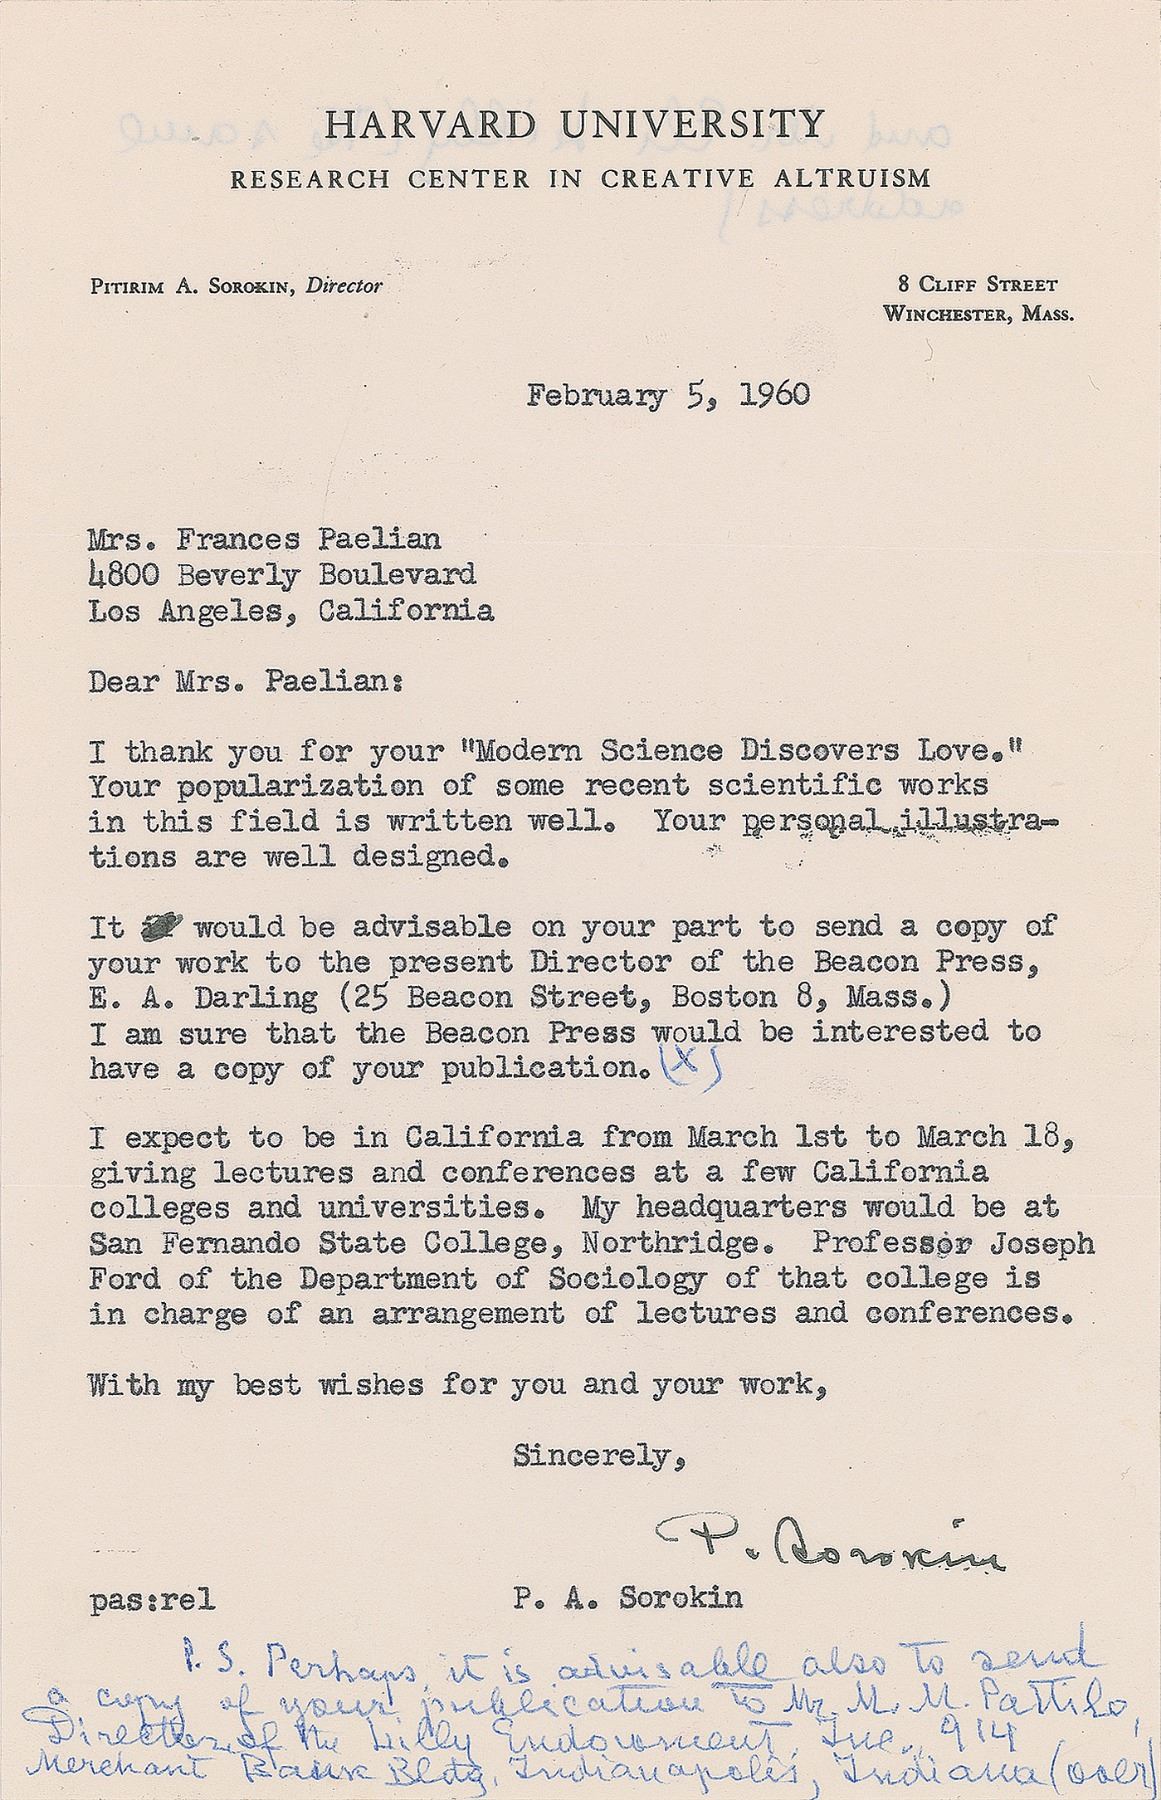 HARVARD UNIVERSITY
RESEARCH CENTER IN CREATIVE ALTRUISM
PITIRIM A. SOROKIN, Director
8 CLIFF STREET
WINCHESTER, MASS.
February 5, 1960
Mrs. Frances Paelian
4800 Beverly Boulevard
Los Angeles, California
Dear Mrs. Paelian:
I thank you for your "Modern Science Discovers Love."
Your popularization of some recent scientific works
in this field is written well. Your personal illustra-
tions are well designed.
It would be advisable on your part to send a copy of
your work to the present Director of the Beacon Press,
E. A. Darling (25 Beacon Street, Boston 8, Mass.)
I am sure that the Beacon Press would be interested to
have a copy of your publication. (X)
I expect to be in California from March 1st to March 18,
giving lectures and conferences at a few California
colleges and universities. My headquarters would be at
San Fernando State College, Northridge. Professor Joseph
Ford of the Department of Sociology of that college is
in charge of an arrangement of lectures and conferences.
With my best wishes for you and your work,
Sincerely,
P. Sorokin
pas:rel P. A. Sorokin
P. S. Perhaps, it is advisable also to send
a copy of your publication to Mr. M. M. Pattilo,
Director of the Lilly Endowment, Inc., 914
Merchant Bank Bldg, Indianapolis, Indiana (over)